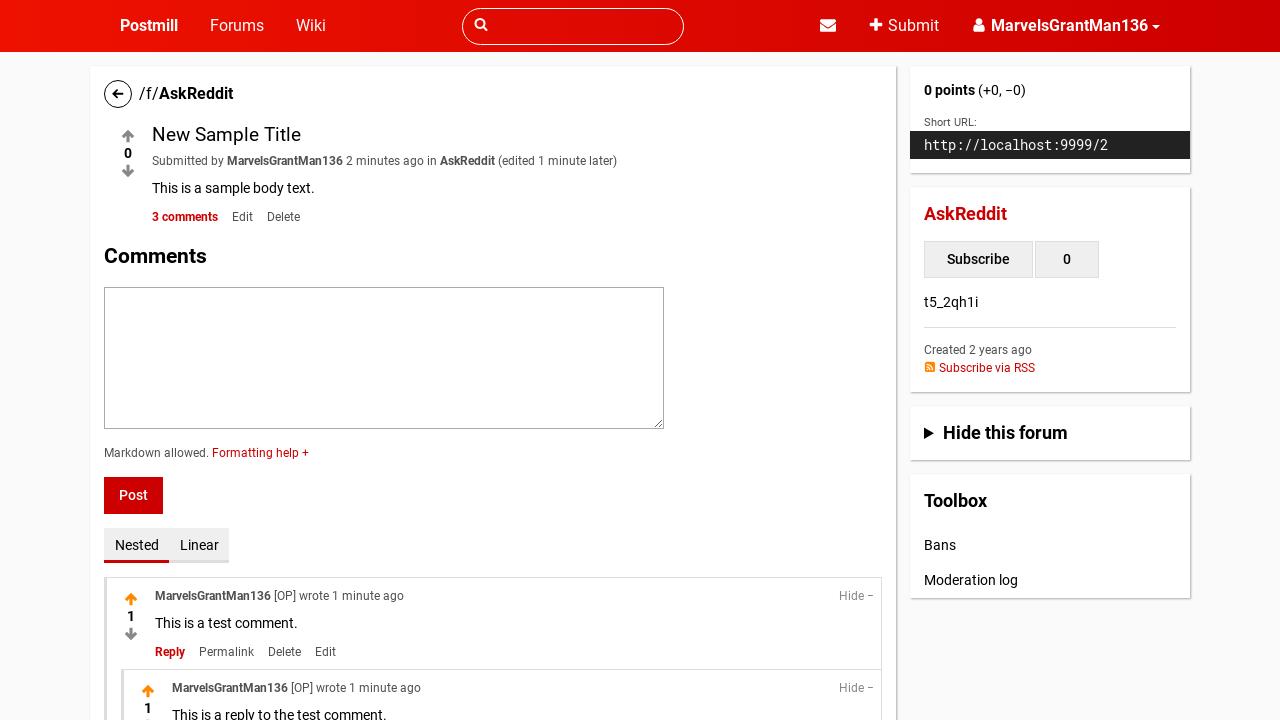 Postmill Forums Wiki Submit MarvelsGrantMan136
/f/AskReddit
0
New Sample Title
Submitted by MarvelsGrantMan136 2 minutes ago in AskReddit (edited 1 minute later)
This is a sample body text.
3 comments Edit Delete
Comments
Markdown allowed. Formatting help +
Post
Nested Linear
MarvelsGrantMan136 [OP] wrote 1 minute ago Hide −
1
This is a test comment.
Reply Permalink Delete Edit
MarvelsGrantMan136 [OP] wrote 1 minute ago Hide −
1
This is a reply to the test comment.
0 points (+0, −0)
Short URL:
http://localhost:9999/2
AskReddit
Subscribe 0
t5_2qh1i
Created 2 years ago
Subscribe via RSS
Hide this forum
Toolbox
Bans
Moderation log